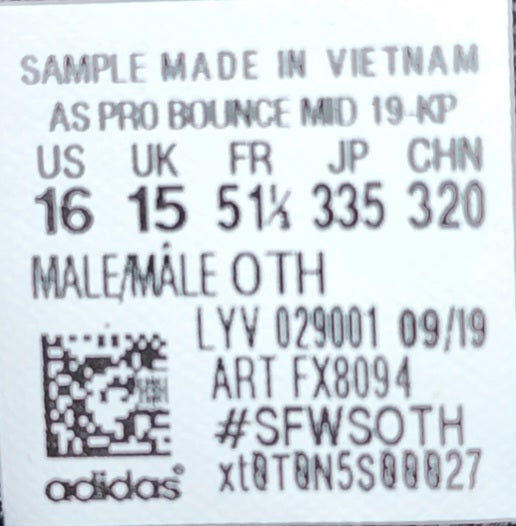 SAMPLE MADE IN VIETNAM
AS PRO BOUNCE MID 19-KP
US UK FR JP CHN
16 15 51⅓ 335 320
MALE/MÂLE OTH
LYV 029001 09/19
ART FX8094
#SFWSOTH
xt0T0N5S00027
adidas®